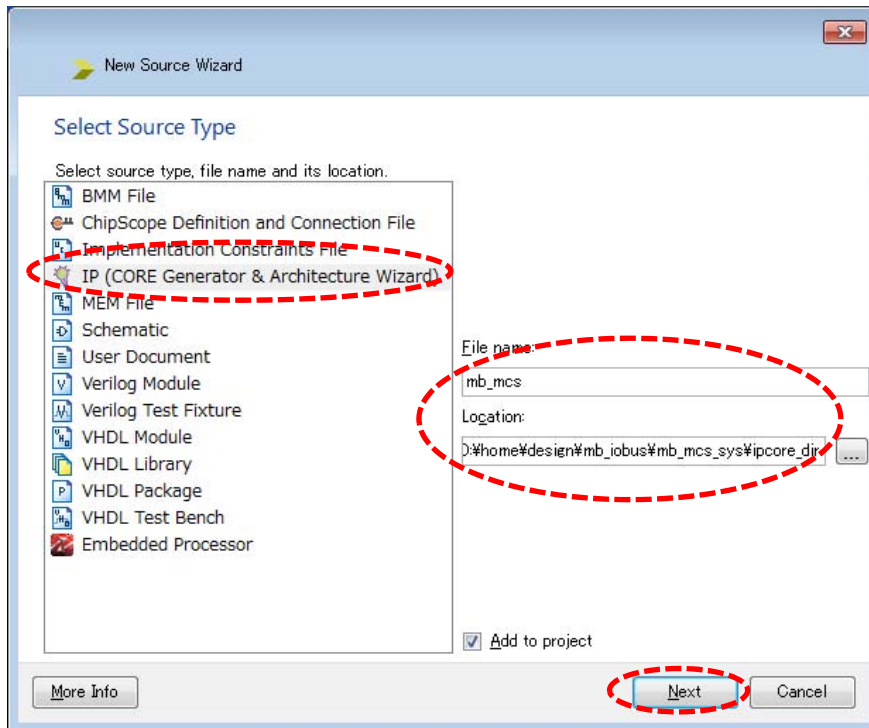 New Source Wizard
Select Source Type
Select source type, file name and its location.
BMM File
ChipScope Definition and Connection File
Implementation Constraints File
IP (CORE Generator & Architecture Wizard)
MEM File
Schematic
User Document
Verilog Module
Verilog Test Fixture
VHDL Module
VHDL Library
VHDL Package
VHDL Test Bench
Embedded Processor
File name:
mb_mcs
Location:
):¥home¥design¥mb_iobus¥mb_mcs_sys¥ipcore_dir
...
Add to project
More Info
Next
Cancel